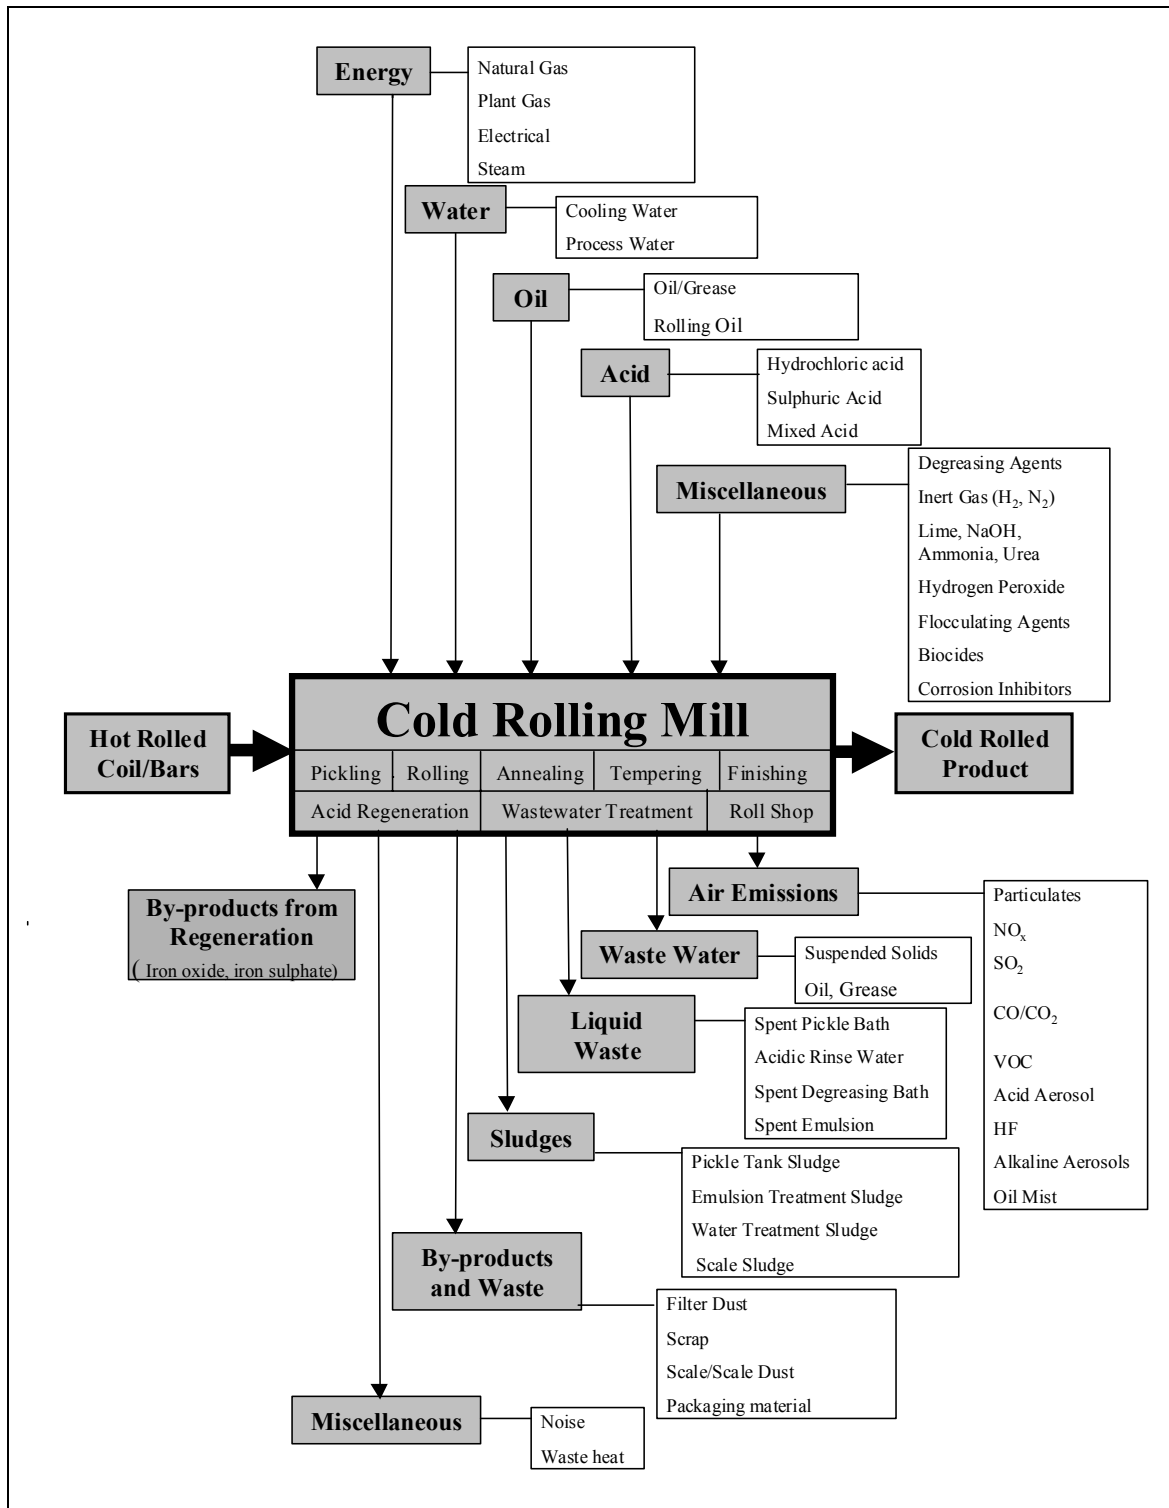 Energy
Natural Gas
Plant Gas
Electrical
Steam
Water
Cooling Water
Process Water
Oil
Oil/Grease
Rolling Oil
Acid
Hydrochloric acid
Sulphuric Acid
Mixed Acid
Miscellaneous
Degreasing Agents
Inert Gas (H₂, N₂)
Lime, NaOH,
Ammonia, Urea
Hydrogen Peroxide
Flocculating Agents
Biocides
Corrosion Inhibitors
Hot Rolled
Coil/Bars
Cold Rolling Mill
Pickling Rolling Annealing Tempering Finishing
Acid Regeneration Wastewater Treatment Roll Shop
Cold Rolled
Product
By-products from
Regeneration
( Iron oxide, iron sulphate)
Air Emissions
Particulates
NOₓ
SO₂
CO/CO₂
VOC
Acid Aerosol
HF
Alkaline Aerosols
Oil Mist
Waste Water
Suspended Solids
Oil, Grease
Liquid
Waste
Spent Pickle Bath
Acidic Rinse Water
Spent Degreasing Bath
Spent Emulsion
Sludges
Pickle Tank Sludge
Emulsion Treatment Sludge
Water Treatment Sludge
Scale Sludge
By-products
and Waste
Filter Dust
Scrap
Scale/Scale Dust
Packaging material
Miscellaneous
Noise
Waste heat